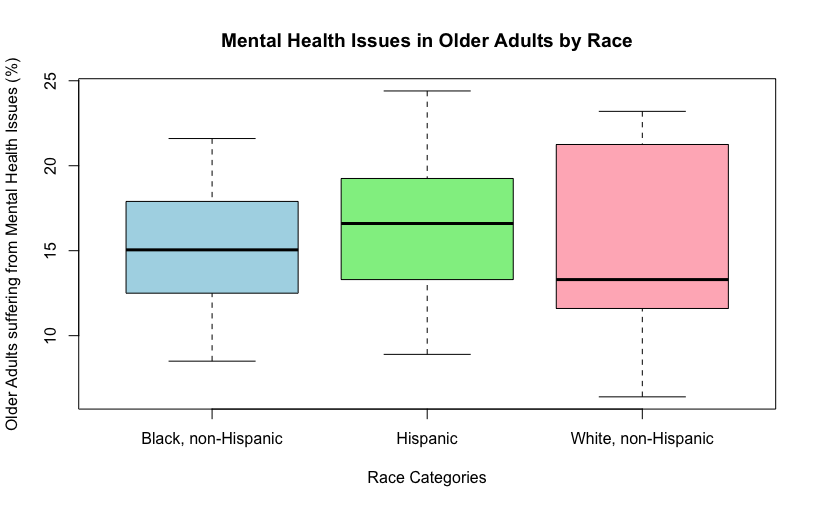 Mental Health Issues in Older Adults by Race
Older Adults suffering from Mental Health Issues (%)
25
20
15
10
Black, non-Hispanic
Hispanic
White, non-Hispanic
Race Categories